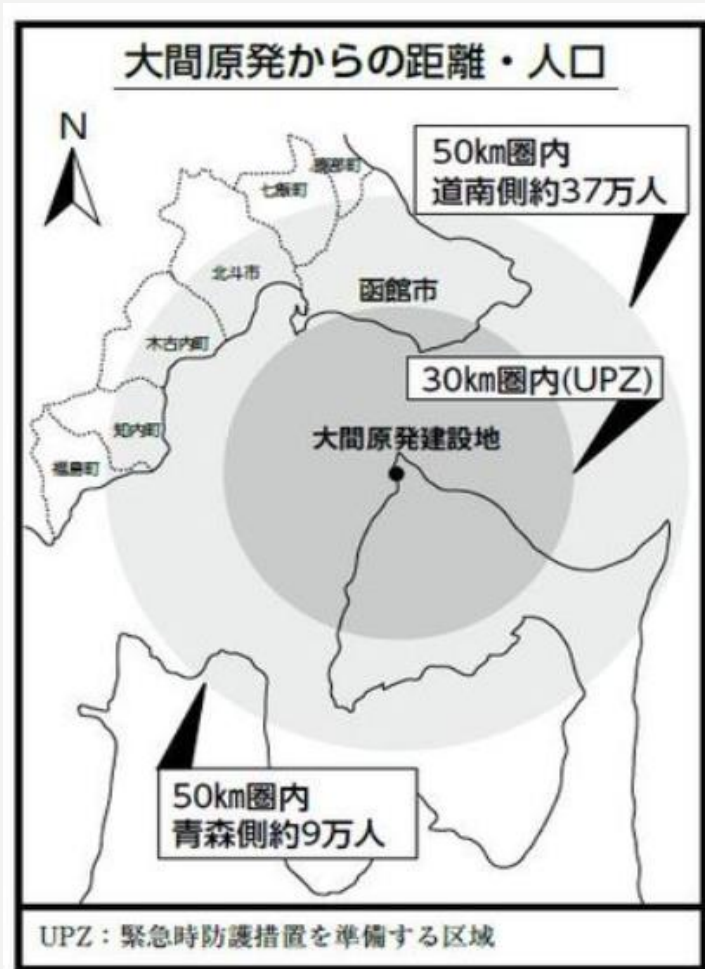 大間原発からの距離・人口
N
50km圏内
道南側約37万人
鹿部町
七飯町
北斗市
函館市
木古内町
30km圏内(UPZ)
知内町
大間原発建設地
福島町
50km圏内
青森側約9万人
UPZ：緊急時防護措置を準備する区域